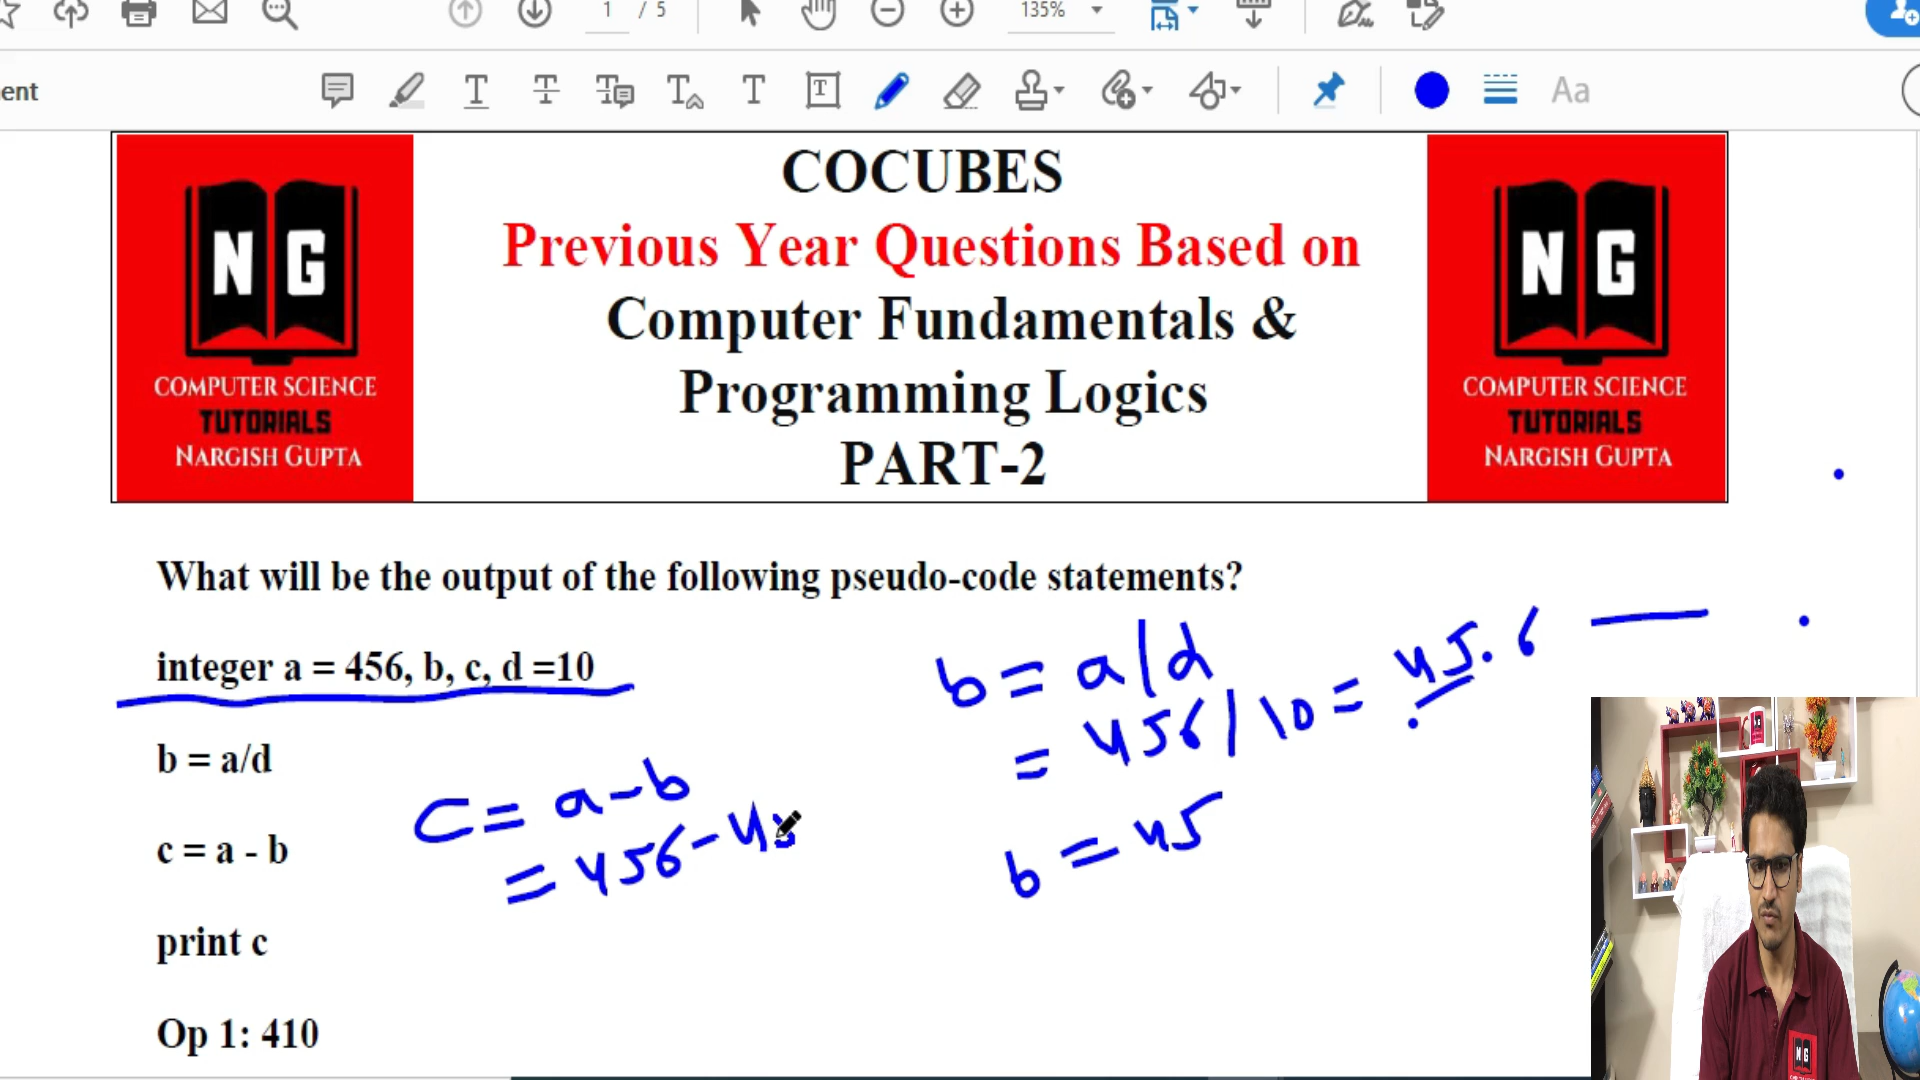 1 / 5
135%
ent
T T T T T T Aa
COCUBES
Previous Year Questions Based on
Computer Fundamentals &
Programming Logics
PART-2
N G
COMPUTER SCIENCE
TUTORIALS
NARGISH GUPTA
N G
COMPUTER SCIENCE
TUTORIALS
NARGISH GUPTA
What will be the output of the following pseudo-code statements?
integer a = 456, b, c, d =10
b = a/d
c = a - b
print c
Op 1: 410
b = a/d
= 456/10 = 45.6
b = 45
C = a-b
= 456-45
NG